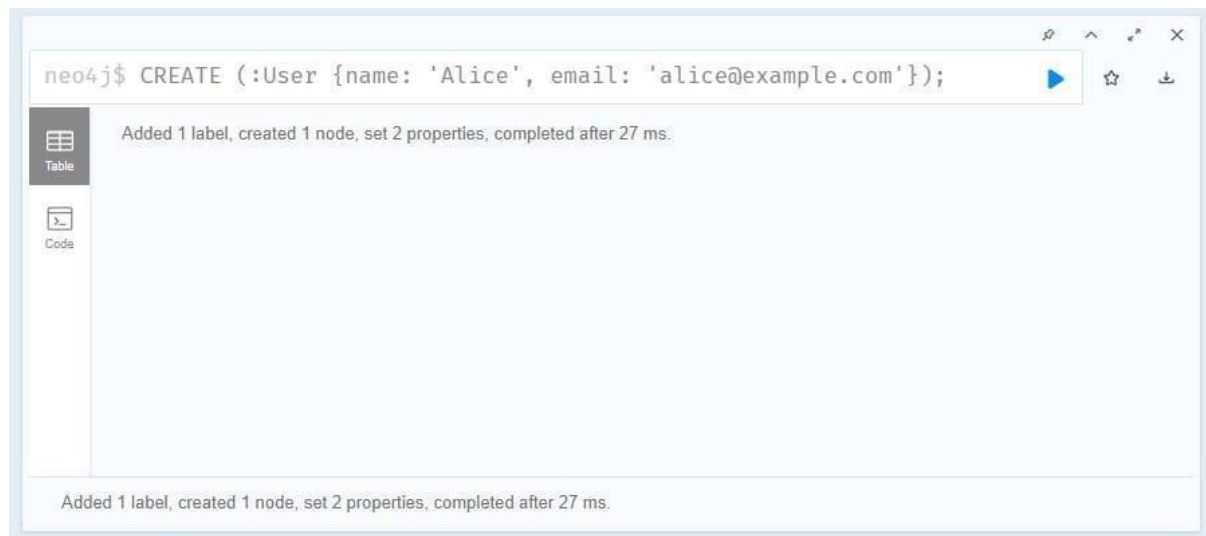 neo4j$ CREATE (:User {name: 'Alice', email: 'alice@example.com'});
Added 1 label, created 1 node, set 2 properties, completed after 27 ms.
Table
Code
Added 1 label, created 1 node, set 2 properties, completed after 27 ms.